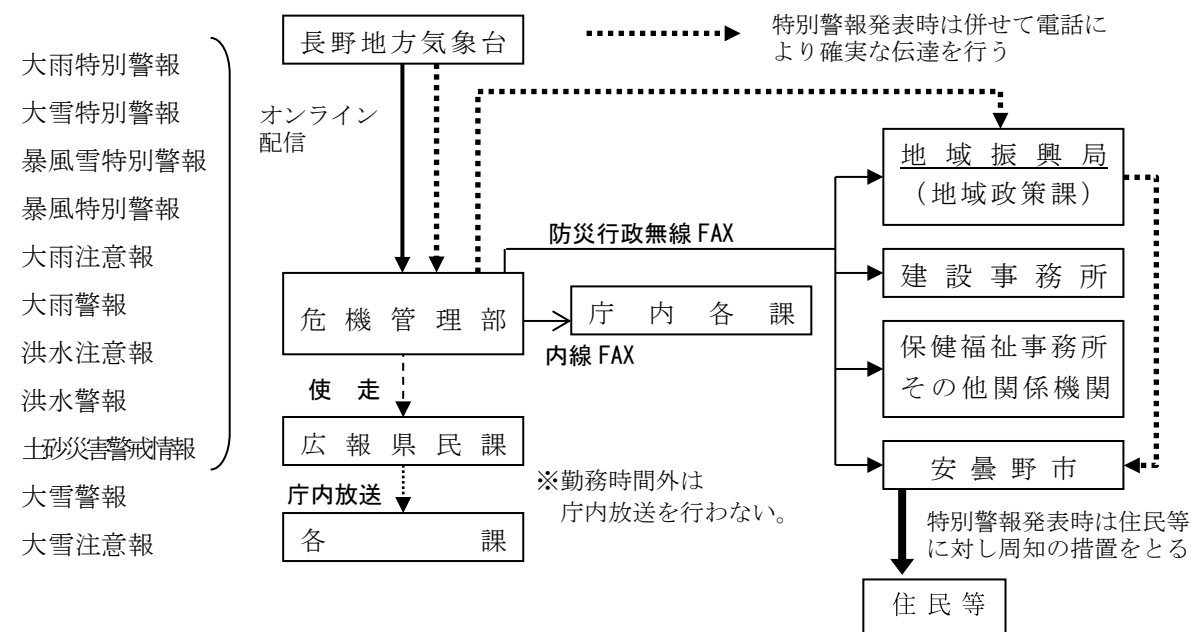 大雨特別警報
大雪特別警報
暴風雪特別警報
暴風特別警報
大雨注意報
大雨警報
洪水注意報
洪水警報
土砂災害警戒情報
大雪警報
大雪注意報
長野地方気象台
特別警報発表時は併せて電話に
より確実な伝達を行う
オンライン
配信
地域振興局
（地域政策課）
防災行政無線 FAX
建設事務所
危機管理部
庁内各課
内線 FAX
保健福祉事務所
その他関係機関
使 走
広報県民課
安曇野市
※勤務時間外は
庁内放送を行わない。
庁内放送
各 課
特別警報発表時は住民等
に対し周知の措置をとる
住民等